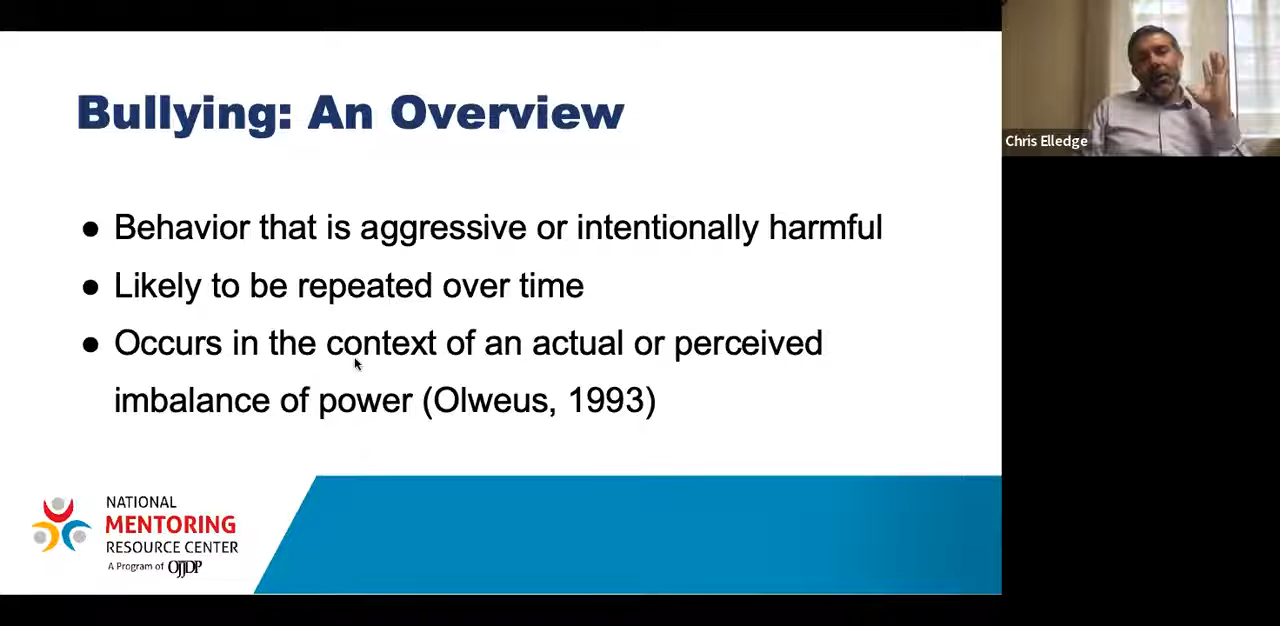 Bullying: An Overview
● Behavior that is aggressive or intentionally harmful
● Likely to be repeated over time
● Occurs in the context of an actual or perceived
imbalance of power (Olweus, 1993)
NATIONAL
MENTORING
RESOURCE CENTER
A Program of OJJDP
Chris Elledge